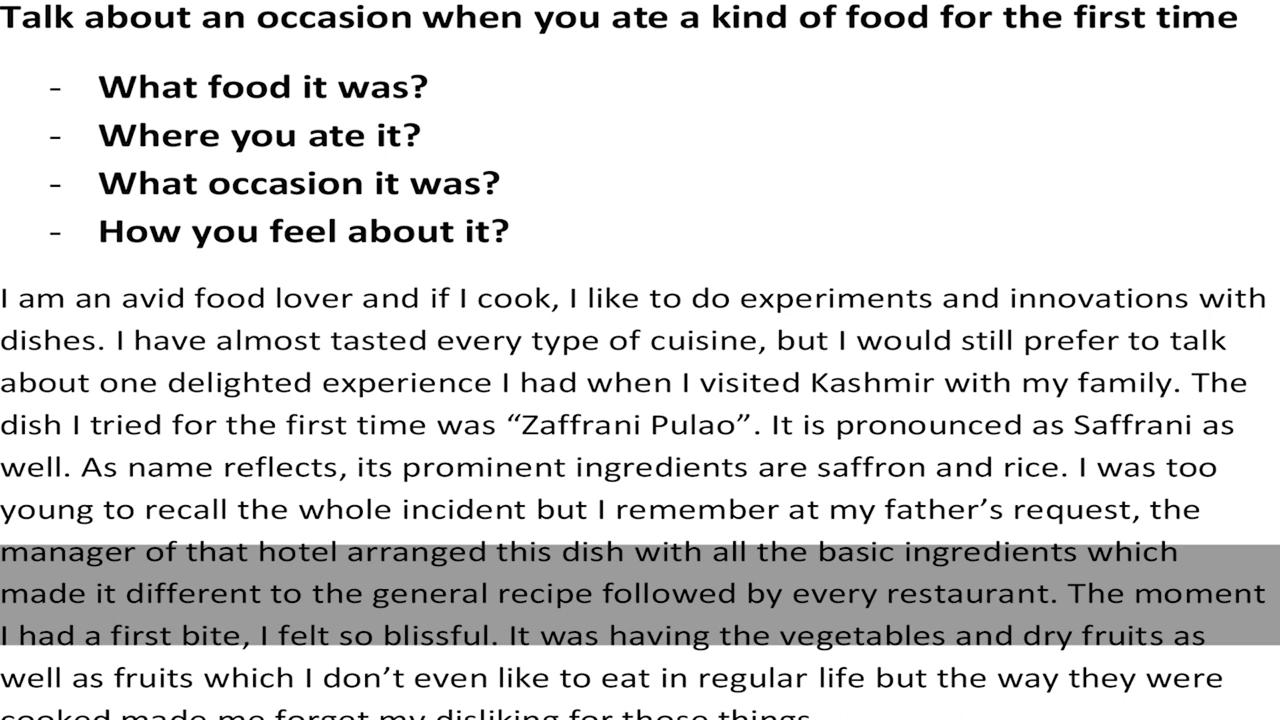 Talk about an occasion when you ate a kind of food for the first time
- What food it was?
- Where you ate it?
- What occasion it was?
- How you feel about it?
I am an avid food lover and if I cook, I like to do experiments and innovations with
dishes. I have almost tasted every type of cuisine, but I would still prefer to talk
about one delighted experience I had when I visited Kashmir with my family. The
dish I tried for the first time was “Zaffrani Pulao”. It is pronounced as Saffrani as
well. As name reflects, its prominent ingredients are saffron and rice. I was too
young to recall the whole incident but I remember at my father’s request, the
manager of that hotel arranged this dish with all the basic ingredients which
made it different to the general recipe followed by every restaurant. The moment
I had a first bite, I felt so blissful. It was having the vegetables and dry fruits as
well as fruits which I don’t even like to eat in regular life but the way they were
cooked made me forget my disliking for those things.